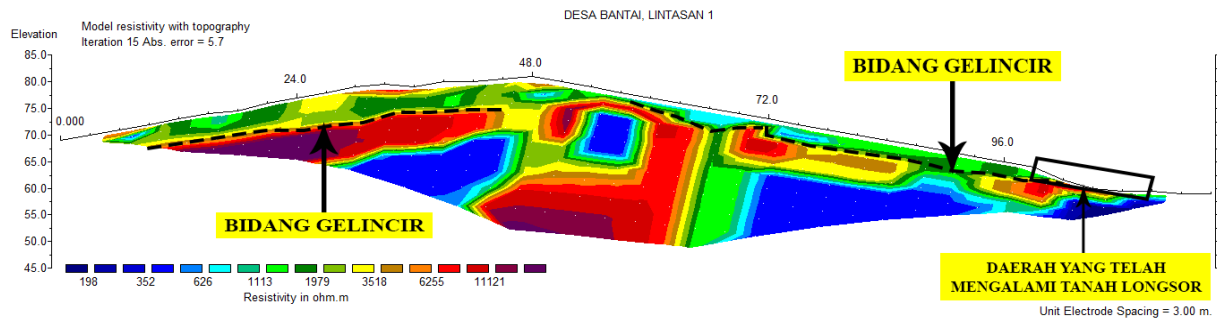 DESA BANTAI, LINTASAN 1
Model resistivity with topography
Iteration 15 Abs. error = 5.7
Elevation
85.0
80.0
75.0
70.0
65.0
60.0
55.0
50.0
45.0
0.000
24.0
48.0
72.0
96.0
BIDANG GELINCIR
BIDANG GELINCIR
DAERAH YANG TELAH
MENGALAMI TANAH LONGSOR
198 352 626 1113 1979 3518 6255 11121
Resistivity in ohm.m
Unit Electrode Spacing = 3.00 m.